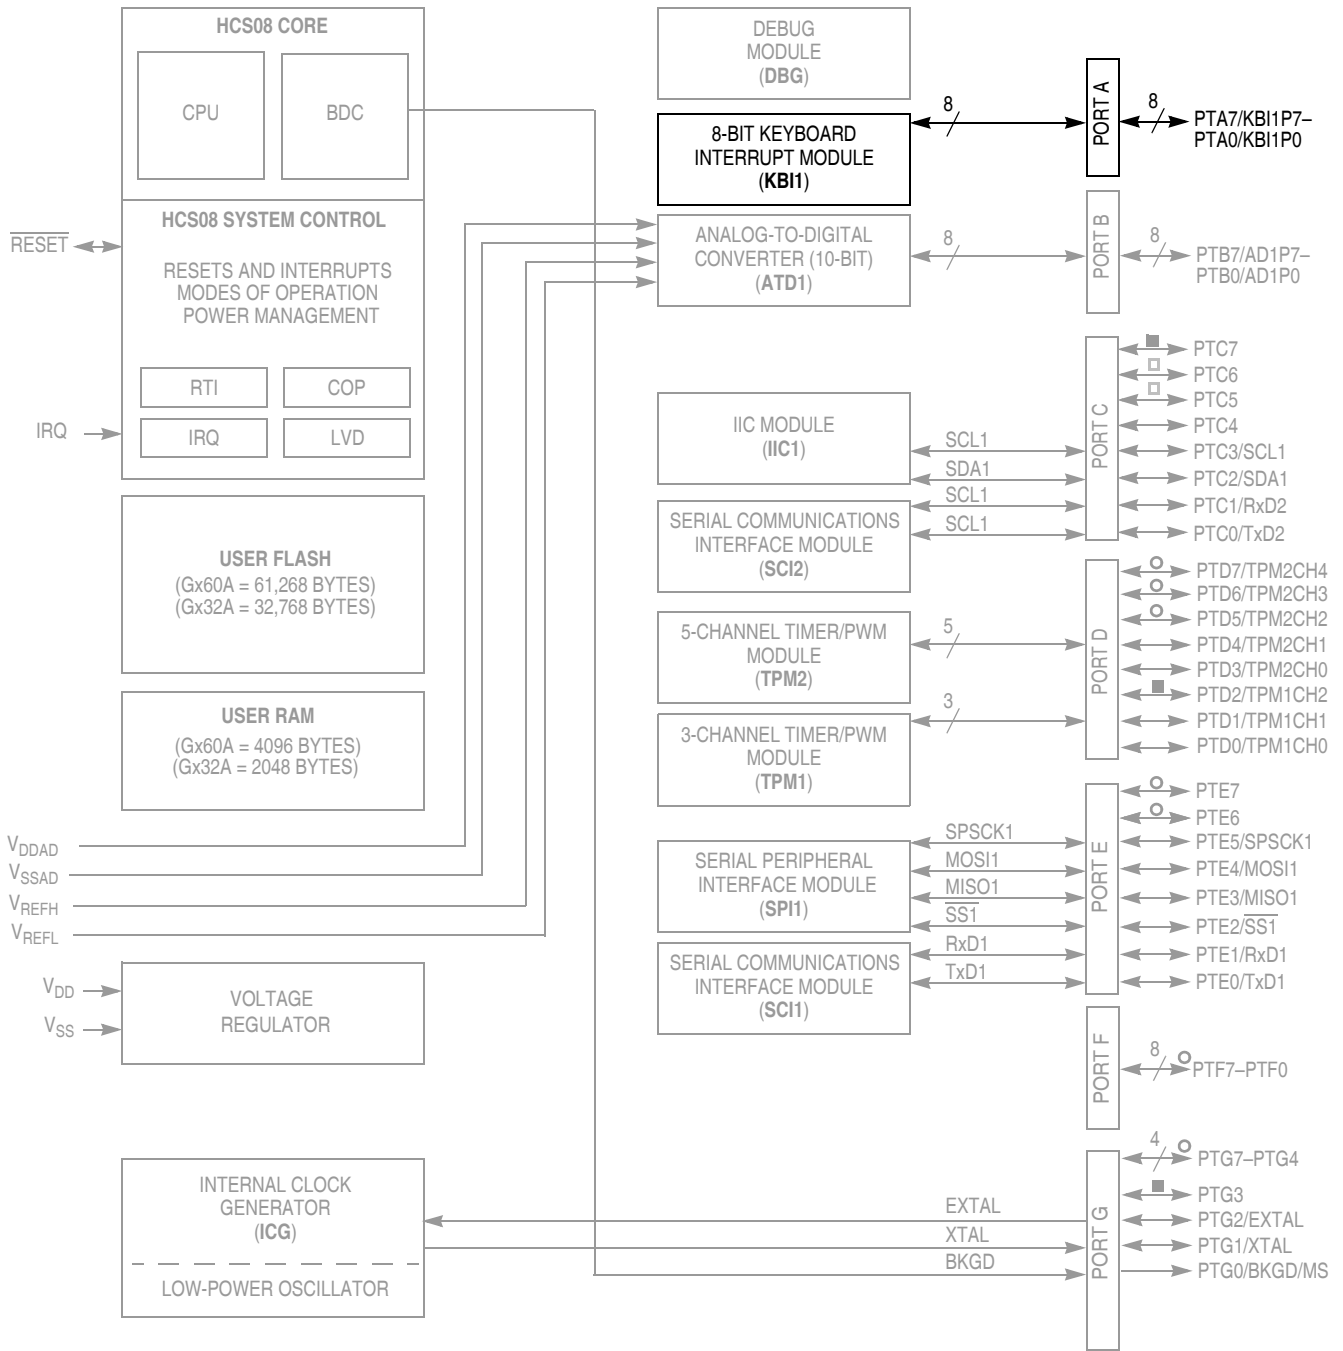 HCS08 CORE
CPU
BDC
HCS08 SYSTEM CONTROL
RESETS AND INTERRUPTS
MODES OF OPERATION
POWER MANAGEMENT
RTI
COP
IRQ
LVD
RESET
IRQ
USER FLASH
(Gx60A = 61,268 BYTES)
(Gx32A = 32,768 BYTES)
USER RAM
(Gx60A = 4096 BYTES)
(Gx32A = 2048 BYTES)
VDDAD
VSSAD
VREFH
VREFL
VDD
VSS
VOLTAGE
REGULATOR
INTERNAL CLOCK
GENERATOR
(ICG)
LOW-POWER OSCILLATOR
DEBUG
MODULE
(DBG)
8-BIT KEYBOARD
INTERRUPT MODULE
(KBI1)
8
PORT A
8
PTA7/KBI1P7–
PTA0/KBI1P0
ANALOG-TO-DIGITAL
CONVERTER (10-BIT)
(ATD1)
8
PORT B
8
PTB7/AD1P7–
PTB0/AD1P0
IIC MODULE
(IIC1)
SCL1
SDA1
SERIAL COMMUNICATIONS
INTERFACE MODULE
(SCI2)
SCL1
SCL1
PORT C
PTC7
PTC6
PTC5
PTC4
PTC3/SCL1
PTC2/SDA1
PTC1/RxD2
PTC0/TxD2
5-CHANNEL TIMER/PWM
MODULE
(TPM2)
5
3-CHANNEL TIMER/PWM
MODULE
(TPM1)
3
PORT D
PTD7/TPM2CH4
PTD6/TPM2CH3
PTD5/TPM2CH2
PTD4/TPM2CH1
PTD3/TPM2CH0
PTD2/TPM1CH2
PTD1/TPM1CH1
PTD0/TPM1CH0
SERIAL PERIPHERAL
INTERFACE MODULE
(SPI1)
SPSCK1
MOSI1
MISO1
SS1
SERIAL COMMUNICATIONS
INTERFACE MODULE
(SCI1)
RxD1
TxD1
PORT E
PTE7
PTE6
PTE5/SPSCK1
PTE4/MOSI1
PTE3/MISO1
PTE2/SS1
PTE1/RxD1
PTE0/TxD1
PORT F
8
PTF7–PTF0
EXTAL
XTAL
BKGD
PORT G
4
PTG7–PTG4
PTG3
PTG2/EXTAL
PTG1/XTAL
PTG0/BKGD/MS